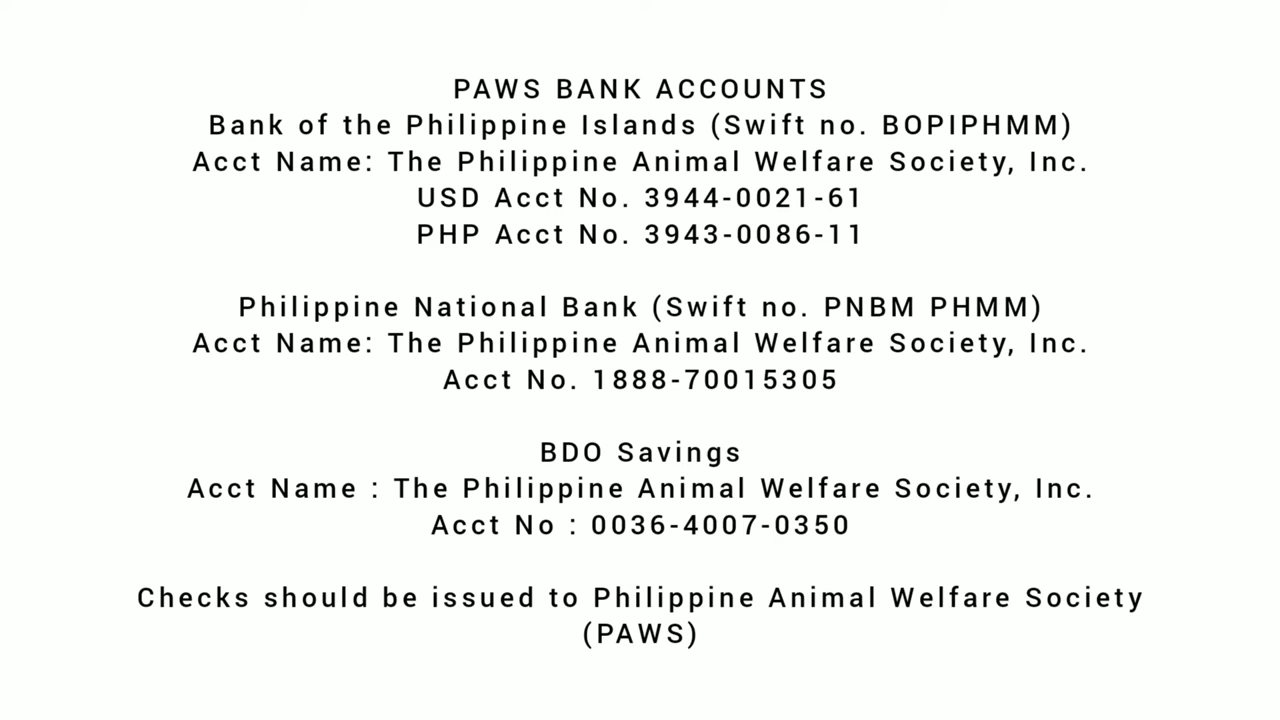 PAWS BANK ACCOUNTS
Bank of the Philippine Islands (Swift no. BOPIPHMM)
Acct Name: The Philippine Animal Welfare Society, Inc.
USD Acct No. 3944-0021-61
PHP Acct No. 3943-0086-11
Philippine National Bank (Swift no. PNBM PHMM)
Acct Name: The Philippine Animal Welfare Society, Inc.
Acct No. 1888-70015305
BDO Savings
Acct Name : The Philippine Animal Welfare Society, Inc.
Acct No : 0036-4007-0350
Checks should be issued to Philippine Animal Welfare Society
(PAWS)